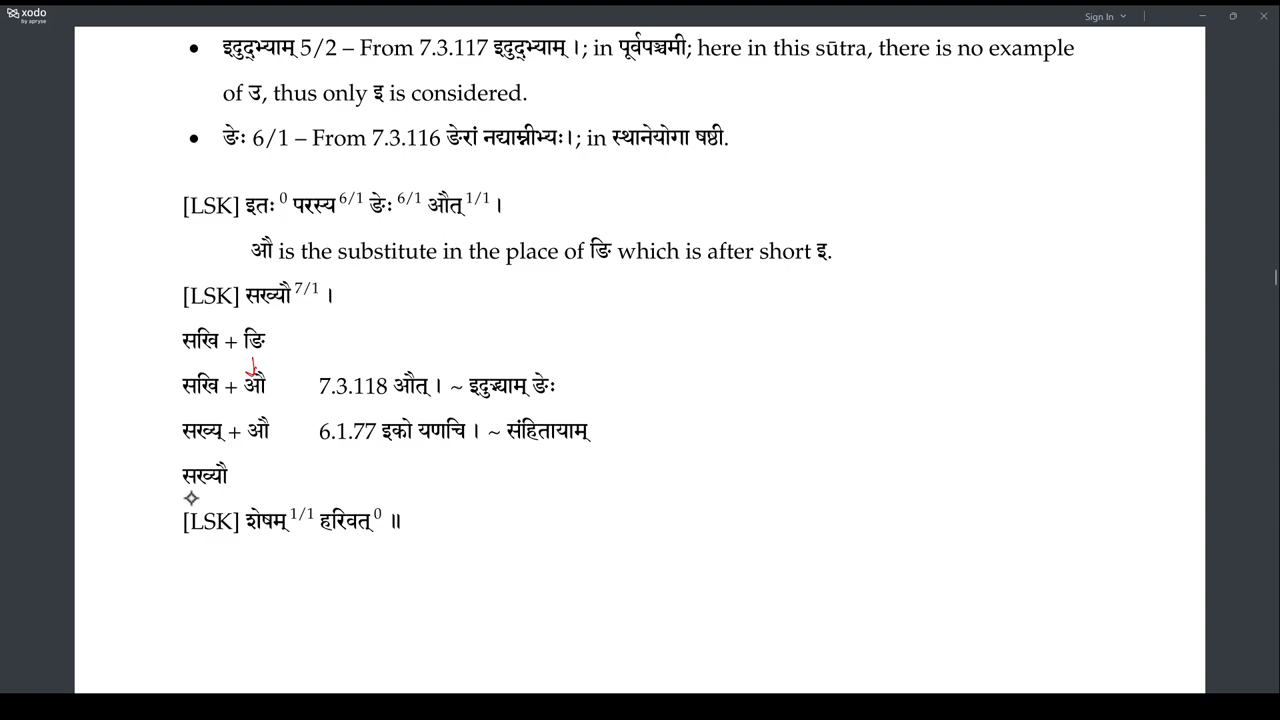 xodo
by apryse
Sign In
• इदुद्भ्याम् 5/2 – From 7.3.117 इदुद्भ्याम् ।; in पूर्वपञ्चमी; here in this sūtra, there is no example
of उ, thus only इ is considered.
• ङेः 6/1 – From 7.3.116 ङेरां नद्याम्नीभ्यः।; in स्थानेयोगा षष्ठी.
[LSK] इतः 0 परस्य 6/1 ङेः 6/1 औत् 1/1 ।
औ is the substitute in the place of ङि which is after short इ.
[LSK] सख्यौ 7/1 ।
सखि + ङि
सखि + औ 7.3.118 औत् । ~ इदुद्भ्याम् ङेः
सख्य् + औ 6.1.77 इको यणचि । ~ संहितायाम्
सख्यौ
[LSK] शेषम् 1/1 हरिवत् 0 ॥